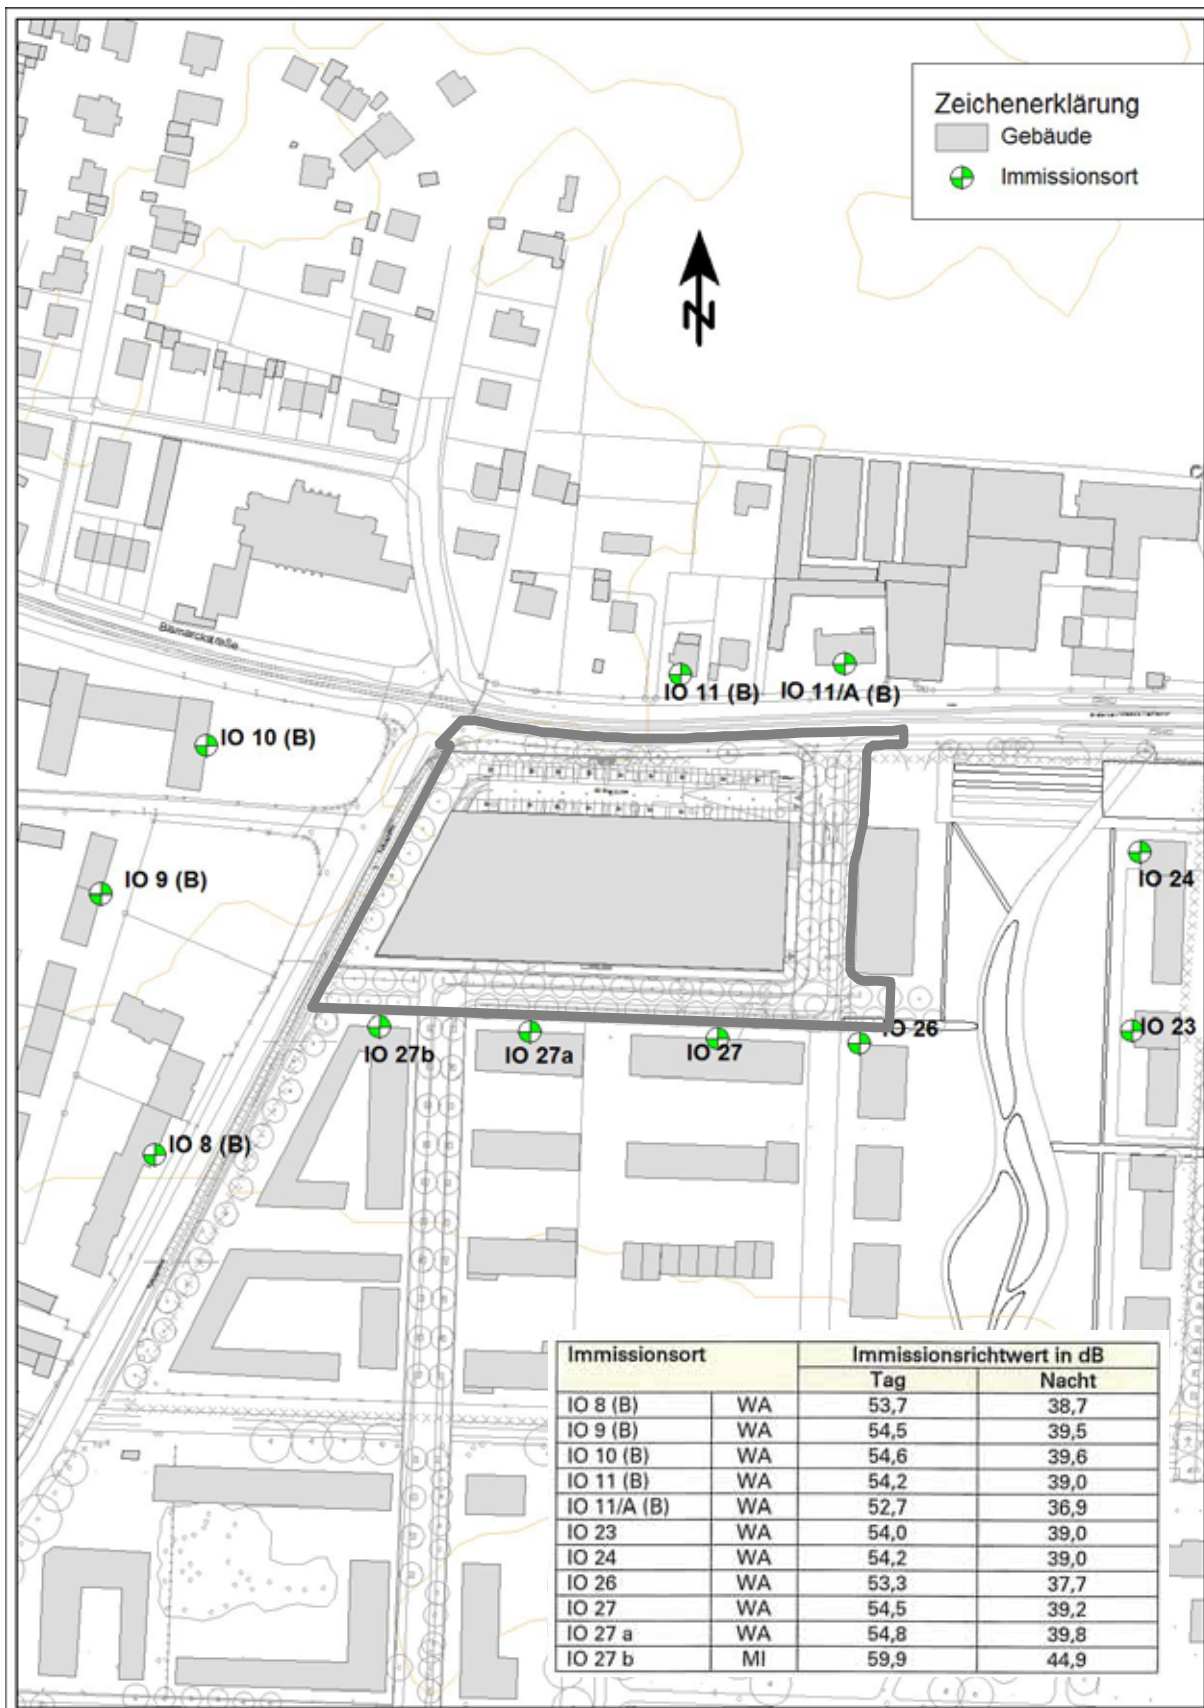 Zeichenerklärung
Gebäude
Immissionsort
N
Bismarckstraße
IO 11 (B)
IO 11/A (B)
IO 10 (B)
IO 9 (B)
IO 24
IO 26
IO 23
IO 27b
IO 27a
IO 27
IO 8 (B)
Immissionsort Immissionsrichtwert in dB
Tag Nacht
IO 8 (B) WA 53,7 38,7
IO 9 (B) WA 54,5 39,5
IO 10 (B) WA 54,6 39,6
IO 11 (B) WA 54,2 39,0
IO 11/A (B) WA 52,7 36,9
IO 23 WA 54,0 39,0
IO 24 WA 54,2 39,0
IO 26 WA 53,3 37,7
IO 27 WA 54,5 39,2
IO 27 a WA 54,8 39,8
IO 27 b MI 59,9 44,9